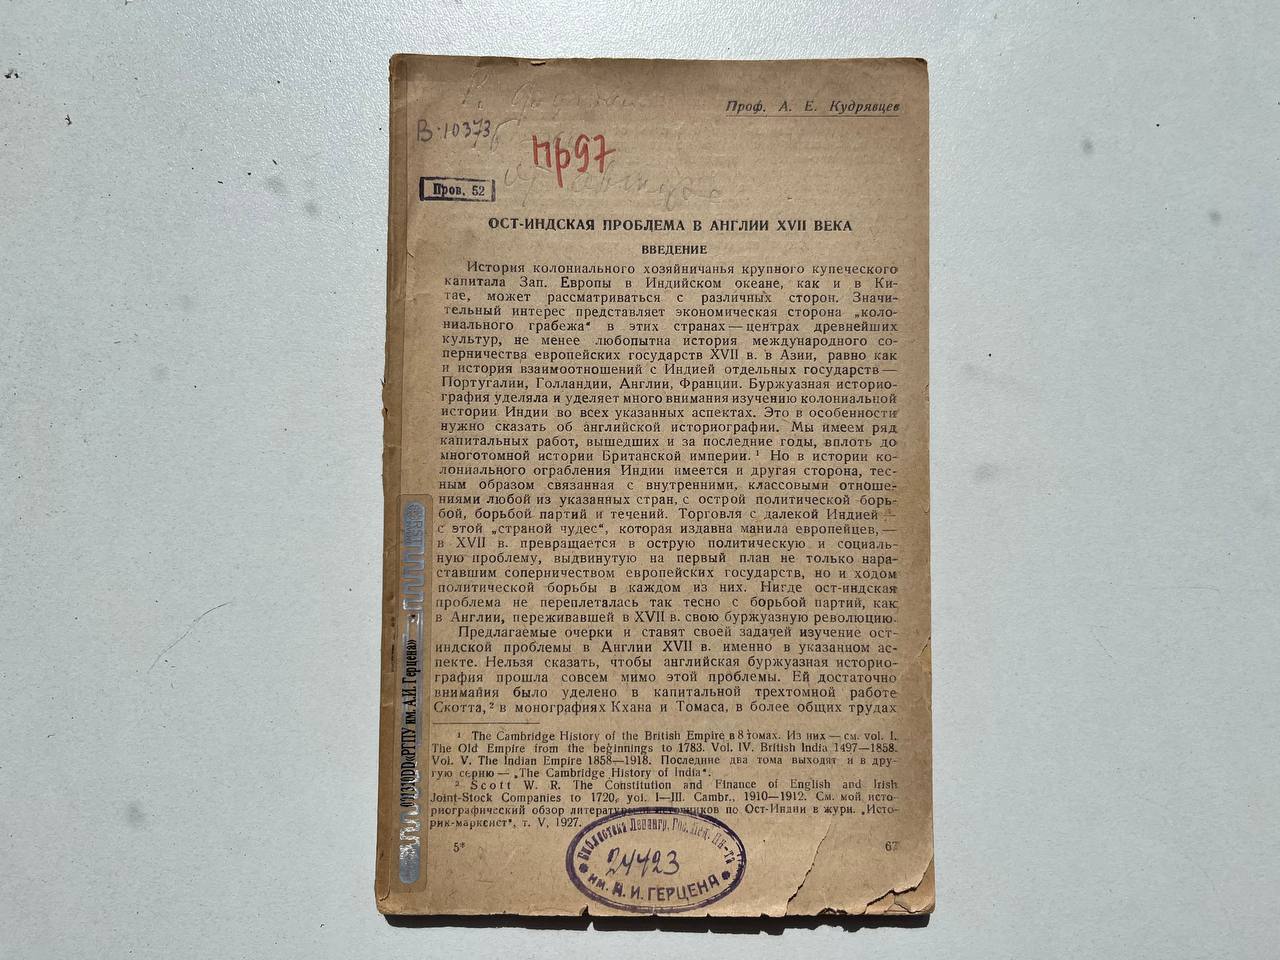 Проф. А. Е. Кудрявцев
В-10373
пр97
Пров. 52
ОСТ-ИНДСКАЯ ПРОБЛЕМА В АНГЛИИ XVII ВЕКА
ВВЕДЕНИЕ
История колониального хозяйничанья крупного купеческого
капитала Зап. Европы в Индийском океане, как и в Ки-
тае, может рассматриваться с различных сторон. Значи-
тельный интерес представляет экономическая сторона „коло-
ниального грабежа“ в этих странах — центрах древнейших
культур, не менее любопытна история международного со-
перничества европейских государств XVII в. в Азии, равно как
и история взаимоотношений с Индией отдельных государств —
Португалии, Голландии, Англии, Франции. Буржуазная историо-
графия уделяла и уделяет много внимания изучению колониальной
истории Индии во всех указанных аспектах. Это в особенности
нужно сказать об английской историографии. Мы имеем ряд
капитальных работ, вышедших и за последние годы, вплоть до
многотомной истории Британской империи. ¹ Но в истории ко-
лониального ограбления Индии имеется и другая сторона, тес-
ным образом связанная с внутренними, классовыми отноше-
ниями любой из указанных стран, с острой политической борь-
бой, борьбой партий и течений. Торговля с далекой Индией —
с этой „страной чудес“, которая издавна манила европейцев, —
в XVII в. превращается в острую политическую и социаль-
ную проблему, выдвинутую на первый план не только нара-
ставшим соперничеством европейских государств, но и ходом
политической борьбы в каждом из них. Нигде ост-индская
проблема не переплеталась так тесно с борьбой партий, как
в Англии, переживавшей в XVII в. свою буржуазную революцию.
Предлагаемые очерки и ставят своей задачей изучение ост-
индской проблемы в Англии XVII в. именно в указанном ас-
пекте. Нельзя сказать, чтобы английская буржуазная историо-
графия прошла совсем мимо этой проблемы. Ей достаточно
внимания было уделено в капитальной трехтомной работе
Скотта, ² в монографиях Кхана и Томаса, в более общих трудах
¹ The Cambridge History of the British Empire в 8 томах. Из них — см. vol. I.
The Old Empire from the beginnings to 1783. Vol. IV. British India 1497—1858.
Vol. V. The Indian Empire 1858—1918. Последние два тома выходят и в дру-
гую серию — „The Cambridge History of India“.
² Scott W. R. The Constitution and Finance of English and Irish
Joint-Stock Companies to 1720, vol. I—III. Cambr., 1910—1912. См. мой исто-
риографический обзор литературы источников по Ост-Индии в журн. „Исто-
рик-марксист“, т. V, 1927.
5*
67
Библиотека Ленингр. Гос. Пед. Ин-та
24423
им. А. И. ГЕРЦЕНА
«РГПУ им. А.И. Герцена»